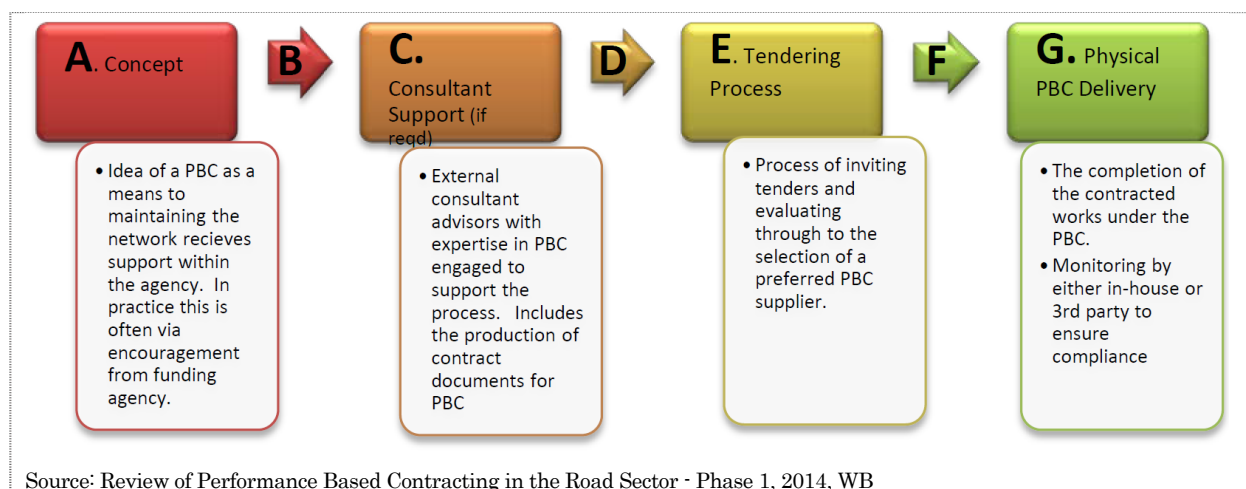 A. Concept
B
C.
Consultant
Support (if
reqd)
D
E. Tendering
Process
F
G. Physical
PBC Delivery
• Idea of a PBC as a
means to
maintaining the
network recieves
support within
the agency. In
practice this is
often via
encouragement
from funding
agency.
• External
consultant
advisors with
expertise in PBC
engaged to
support the
process. Includes
the production of
contract
documents for
PBC
• Process of inviting
tenders and
evaluating
through to the
selection of a
preferred PBC
supplier.
• The completion of
the contracted
works under the
PBC.
• Monitoring by
either in-house or
3rd party to
ensure
compliance
Source: Review of Performance Based Contracting in the Road Sector - Phase 1, 2014, WB